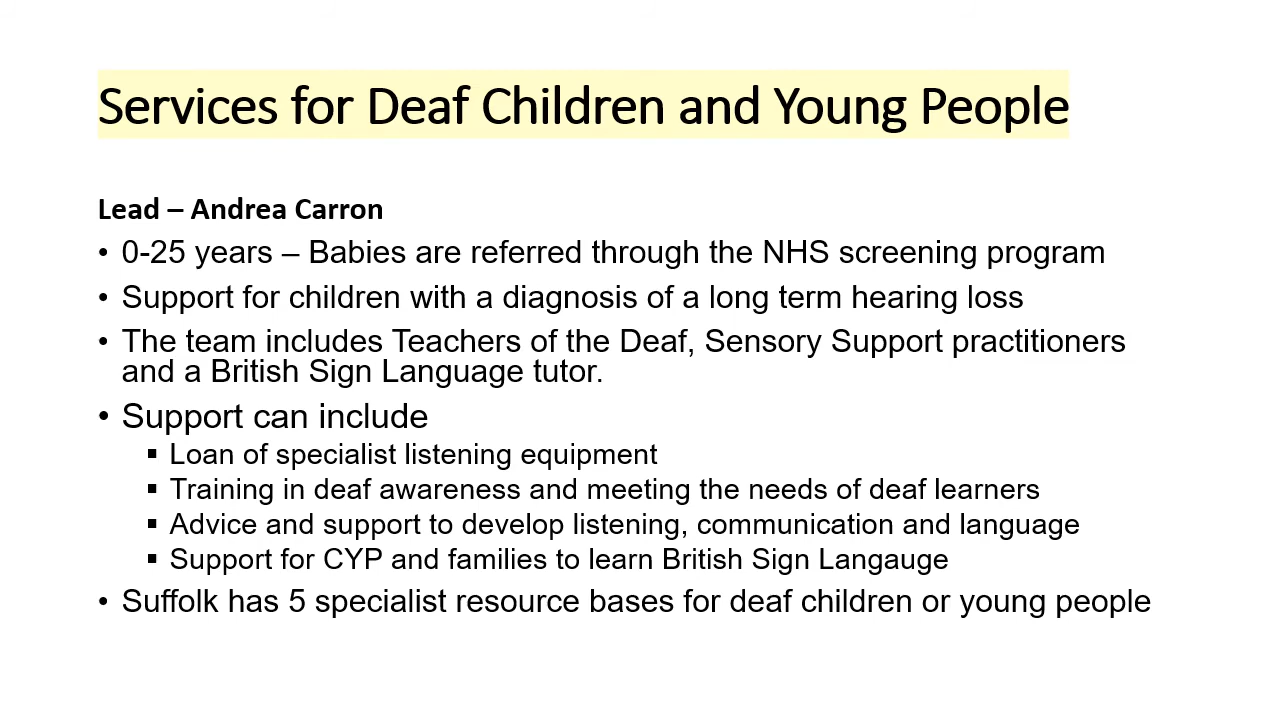 Services for Deaf Children and Young People
Lead – Andrea Carron
• 0-25 years – Babies are referred through the NHS screening program
• Support for children with a diagnosis of a long term hearing loss
• The team includes Teachers of the Deaf, Sensory Support practitioners
and a British Sign Language tutor.
• Support can include
▪ Loan of specialist listening equipment
▪ Training in deaf awareness and meeting the needs of deaf learners
▪ Advice and support to develop listening, communication and language
▪ Support for CYP and families to learn British Sign Langauge
• Suffolk has 5 specialist resource bases for deaf children or young people